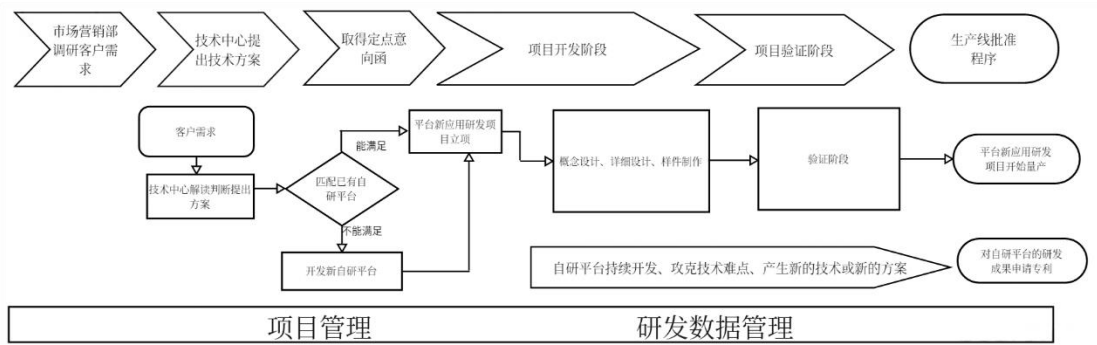 市场营销部
调研客户需
求
技术中心提
出技术方案
取得定点意
向函
项目开发阶段
项目验证阶段
生产线批准
程序
客户需求
技术中心解读判断提出
方案
匹配已有自
研平台
能满足
不能满足
开发新自研平台
平台新应用研发项
目立项
概念设计、详细设计、样件制作
验证阶段
平台新应用研发
项目开始量产
自研平台持续开发、攻克技术难点、产生新的技术或新的方案
对自研平台的研发
成果申请专利
项目管理
研发数据管理